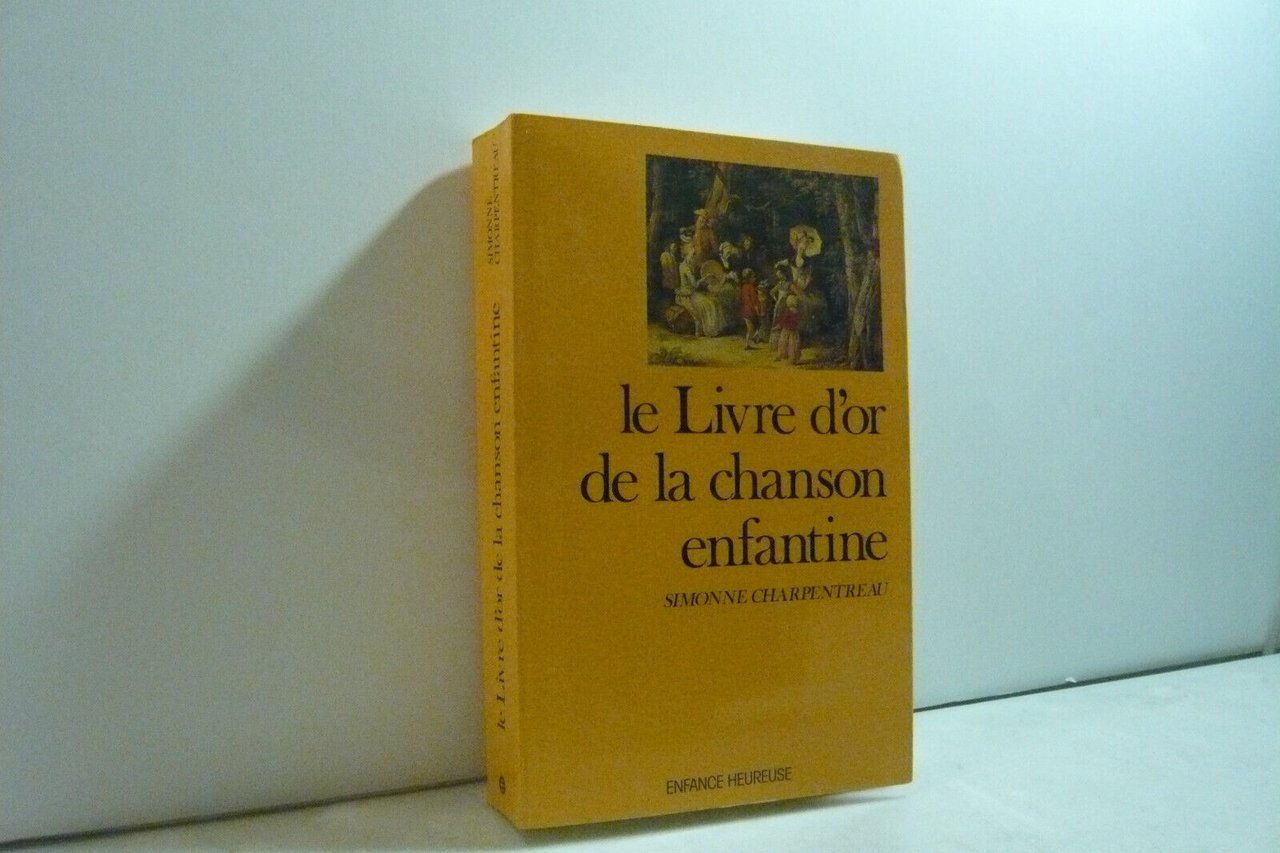 SIMONNE
CHARPENTREAU
le Livre d'or de la chanson enfantine
le Livre d'or
de la chanson
enfantine
SIMONNE CHARPENTREAU
ENFANCE HEUREUSE